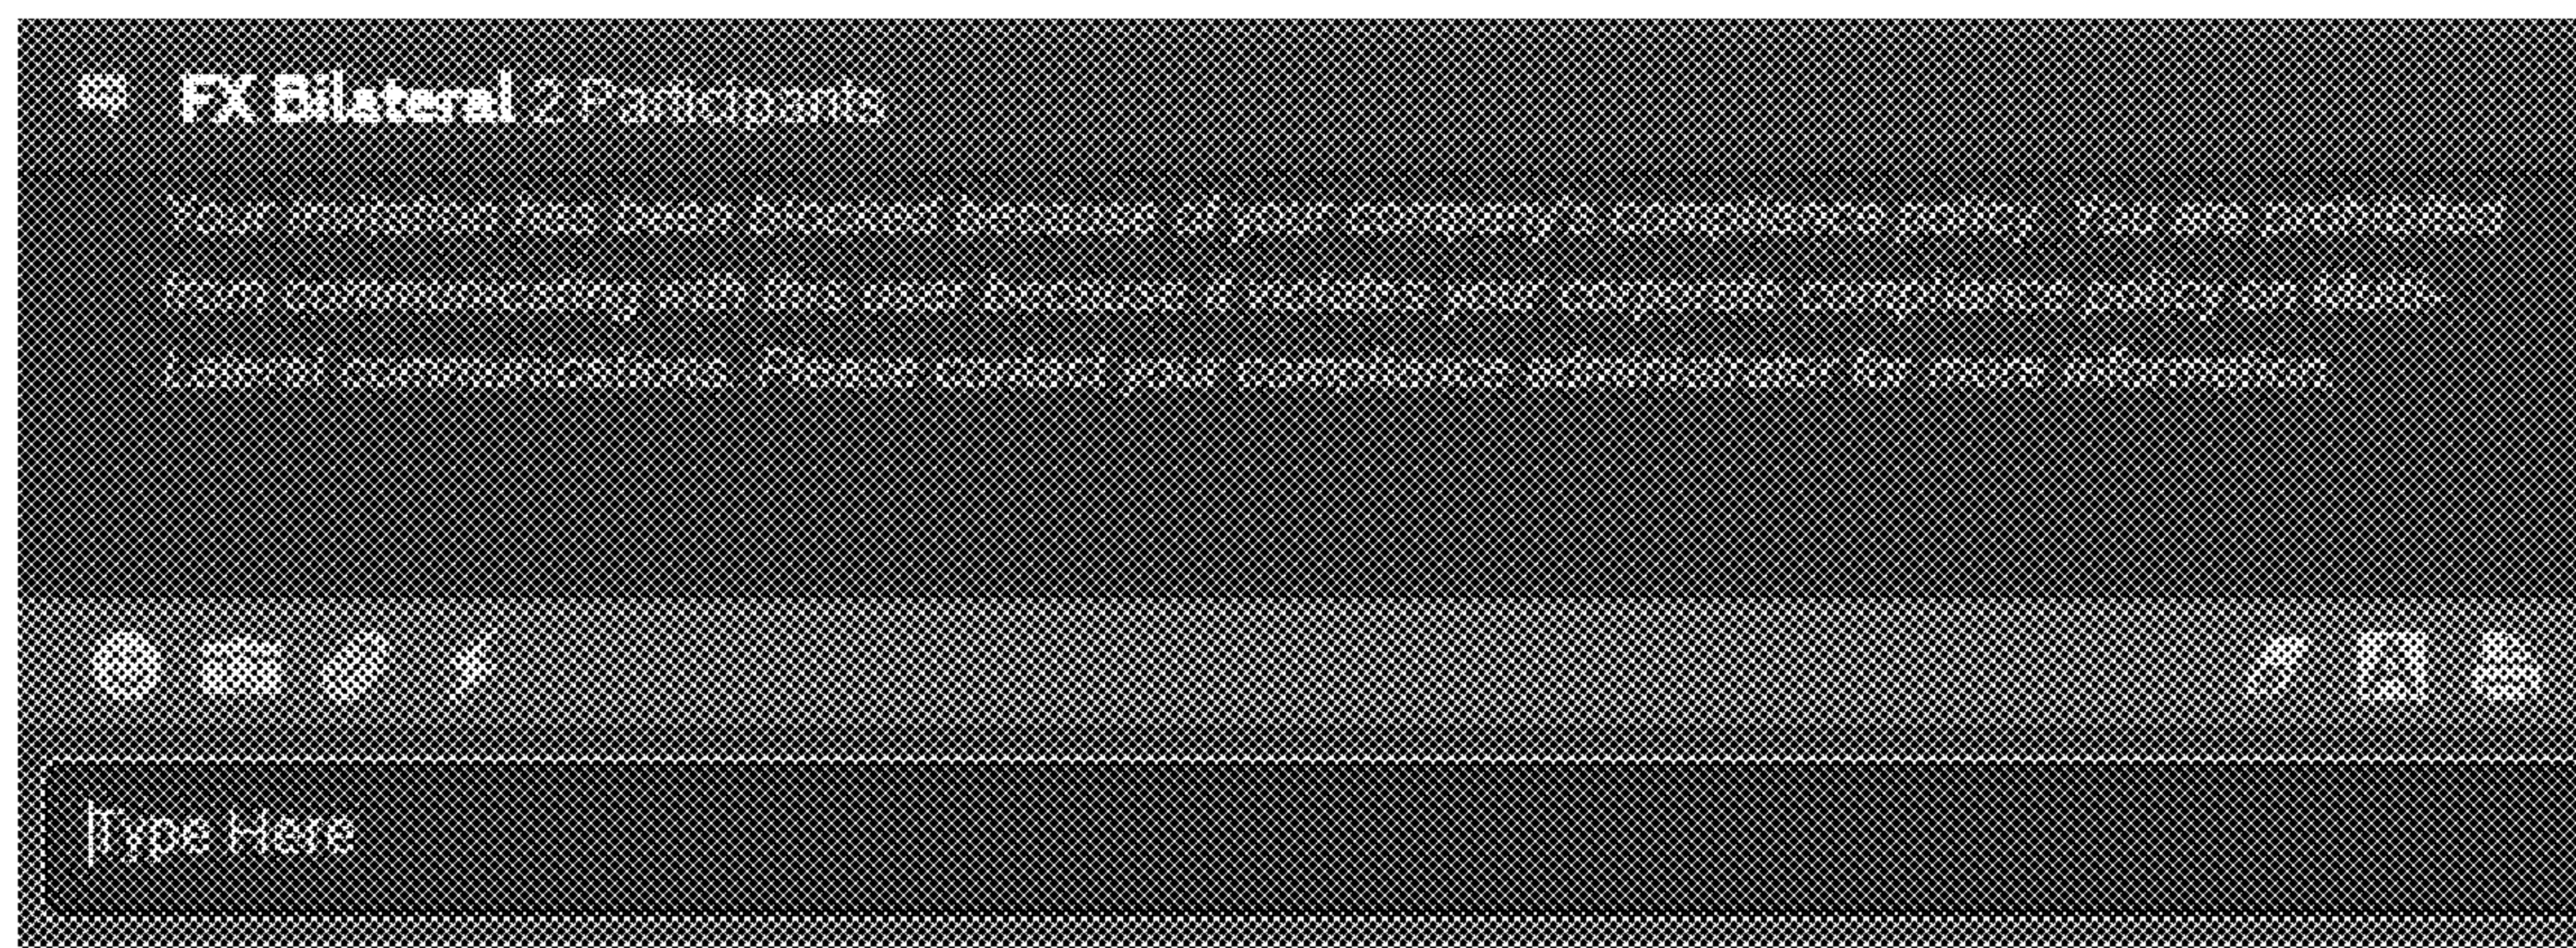 FX Bilateral 2 Participants
Your invitation has been blocked because of your company's compliance policy. You are prohibited
from communicating with this user because it violates your corporate compliance policy on
external communications. Please contact your compliance administrator for more information.
Type Here